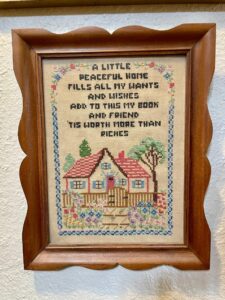 A LITTLE
PEACEFUL HOME
FILLS ALL MY WANTS
AND WISHES
ADD TO THIS MY BOOK
AND FRIEND
'TIS WORTH MORE THAN
RICHES